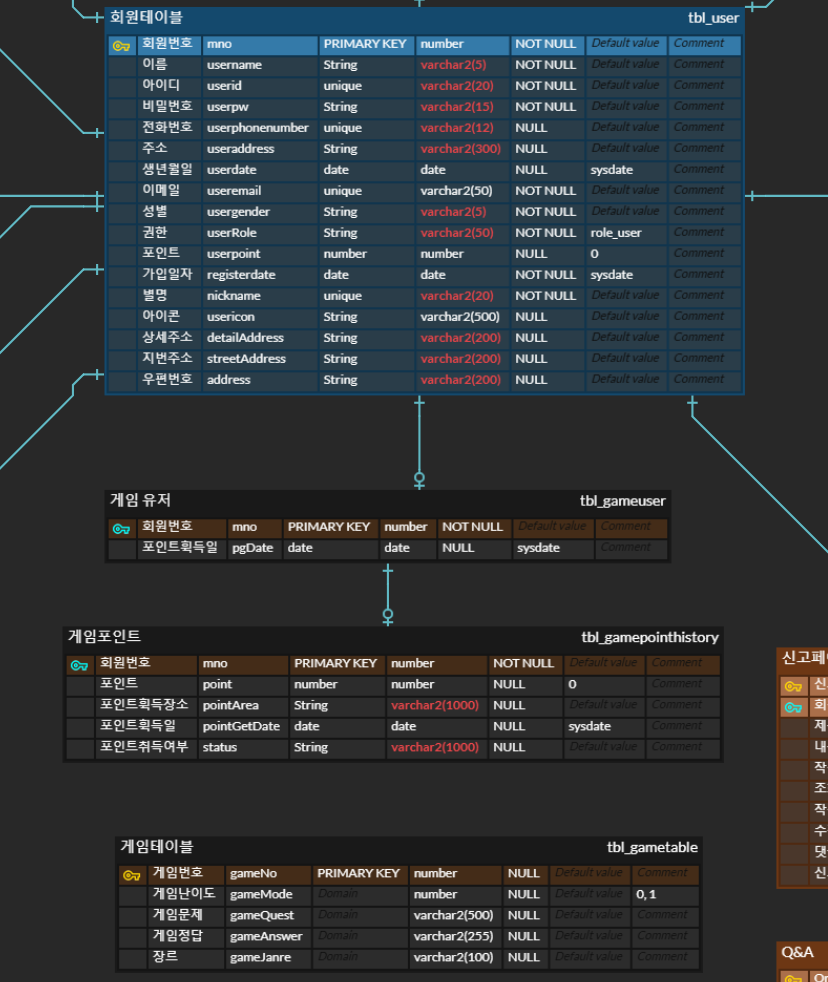 회원테이블 tbl_user
회원번호 mno PRIMARY KEY number NOT NULL Default value Comment
이름 username String varchar2(5) NOT NULL Default value Comment
아이디 userid unique varchar2(20) NOT NULL Default value Comment
비밀번호 userpw String varchar2(15) NOT NULL Default value Comment
전화번호 userphonenumber unique varchar2(12) NULL Default value Comment
주소 useraddress String varchar2(300) NULL Default value Comment
생년월일 userdate date date NULL sysdate Comment
이메일 useremail unique varchar2(50) NOT NULL Default value Comment
성별 usergender String varchar2(5) NOT NULL Default value Comment
권한 userRole String varchar2(50) NOT NULL role_user Comment
포인트 userpoint number number NULL 0 Comment
가입일자 registerdate date date NOT NULL sysdate Comment
별명 nickname unique varchar2(20) NOT NULL Default value Comment
아이콘 usericon String varchar2(500) NULL Default value Comment
상세주소 detailAddress String varchar2(200) NULL Default value Comment
지번주소 streetAddress String varchar2(200) NULL Default value Comment
우편번호 address String varchar2(200) NULL Default value Comment
게임 유저 tbl_gameuser
회원번호 mno PRIMARY KEY number NOT NULL Default value Comment
포인트획득일 pgDate date date NULL sysdate Comment
게임포인트 tbl_gamepointhistory
회원번호 mno PRIMARY KEY number NOT NULL Default value Comment
포인트 point number number NULL 0 Comment
포인트획득장소 pointArea String varchar2(1000) NULL Default value Comment
포인트획득일 pointGetDate date date NULL sysdate Comment
포인트취득여부 status String varchar2(1000) NULL Default value Comment
게임테이블 tbl_gametable
게임번호 gameNo PRIMARY KEY number NULL Default value Comment
게임난이도 gameMode Domain number NULL 0, 1 Comment
게임문제 gameQuest Domain varchar2(500) NULL Default value Comment
게임정답 gameAnswer Domain varchar2(255) NULL Default value Comment
장르 gameJanre Domain varchar2(100) NULL Default value Comment
신고페
신
회
제
내
작
조
작
수
댓
신
Q&A